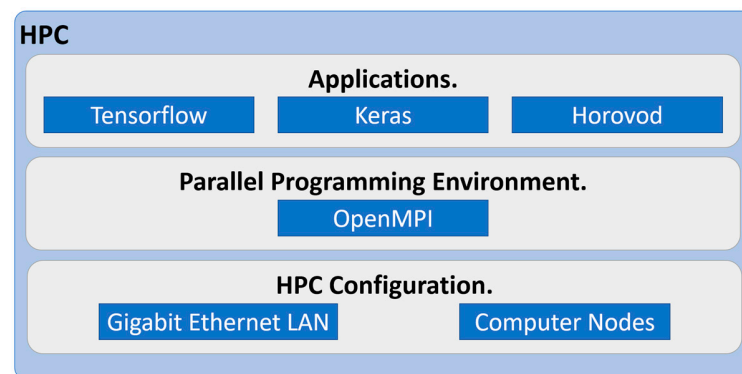 HPC
Applications.
Tensorflow Keras Horovod
Parallel Programming Environment.
OpenMPI
HPC Configuration.
Gigabit Ethernet LAN Computer Nodes